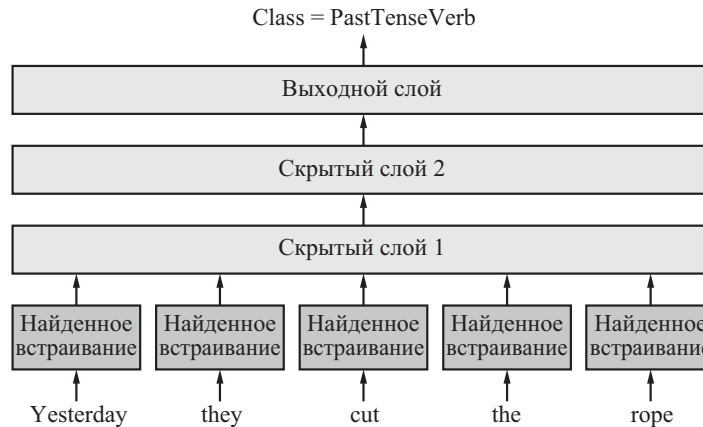 Class = PastTenseVerb
Выходной слой
Скрытый слой 2
Скрытый слой 1
Найденное Найденное Найденное Найденное Найденное
встраивание встраивание встраивание встраивание встраивание
Yesterday they cut the rope